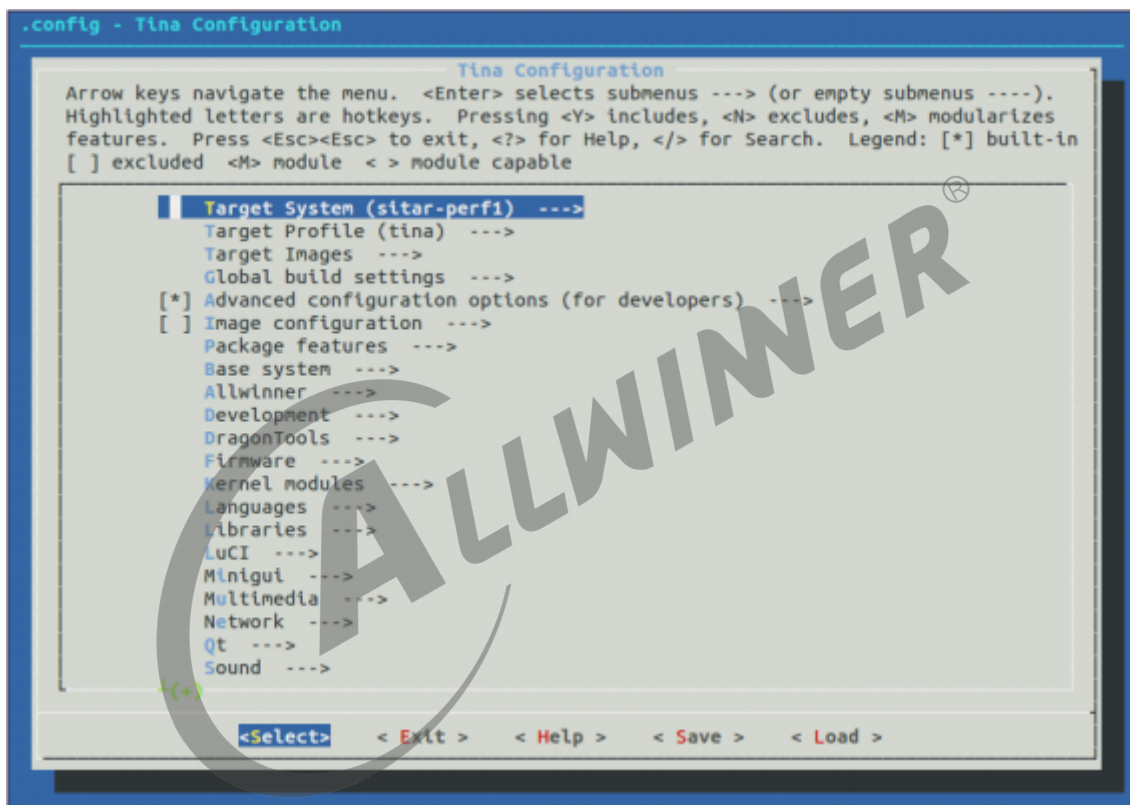 .config - Tina Configuration
Tina Configuration
Arrow keys navigate the menu.  <Enter> selects submenus ---> (or empty submenus ----).
Highlighted letters are hotkeys.  Pressing <Y> includes, <N> excludes, <M> modularizes
features.  Press <Esc><Esc> to exit, <?> for Help, </> for Search.  Legend: [*] built-in
[ ] excluded  <M> module  < > module capable
Target System (sitar-perf1)  --->
Target Profile (tina)  --->
Target Images  --->
Global build settings  --->
[*] Advanced configuration options (for developers)  --->
[ ] Image configuration  --->
Package features  --->
Base system  --->
Allwinner  --->
Development  --->
DragonTools  --->
Firmware  --->
Kernel modules  --->
Languages  --->
Libraries  --->
LuCI  --->
Minigui  --->
Multimedia  --->
Network  --->
Qt  --->
Sound  --->
┴(+)
<Select>    < Exit >    < Help >    < Save >    < Load >
ALLWINNER®